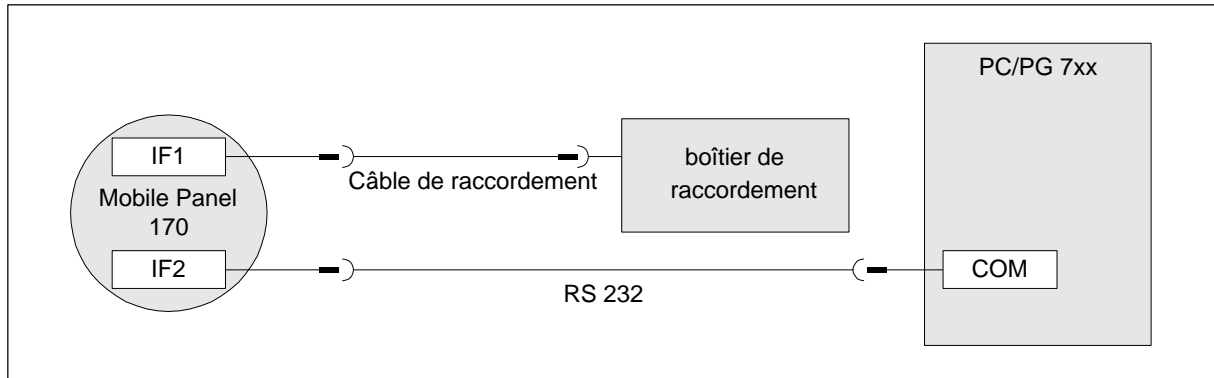 PC/PG 7xx
IF1
Mobile Panel
170
IF2
Câble de raccordement
boîtier de
raccordement
RS 232
COM